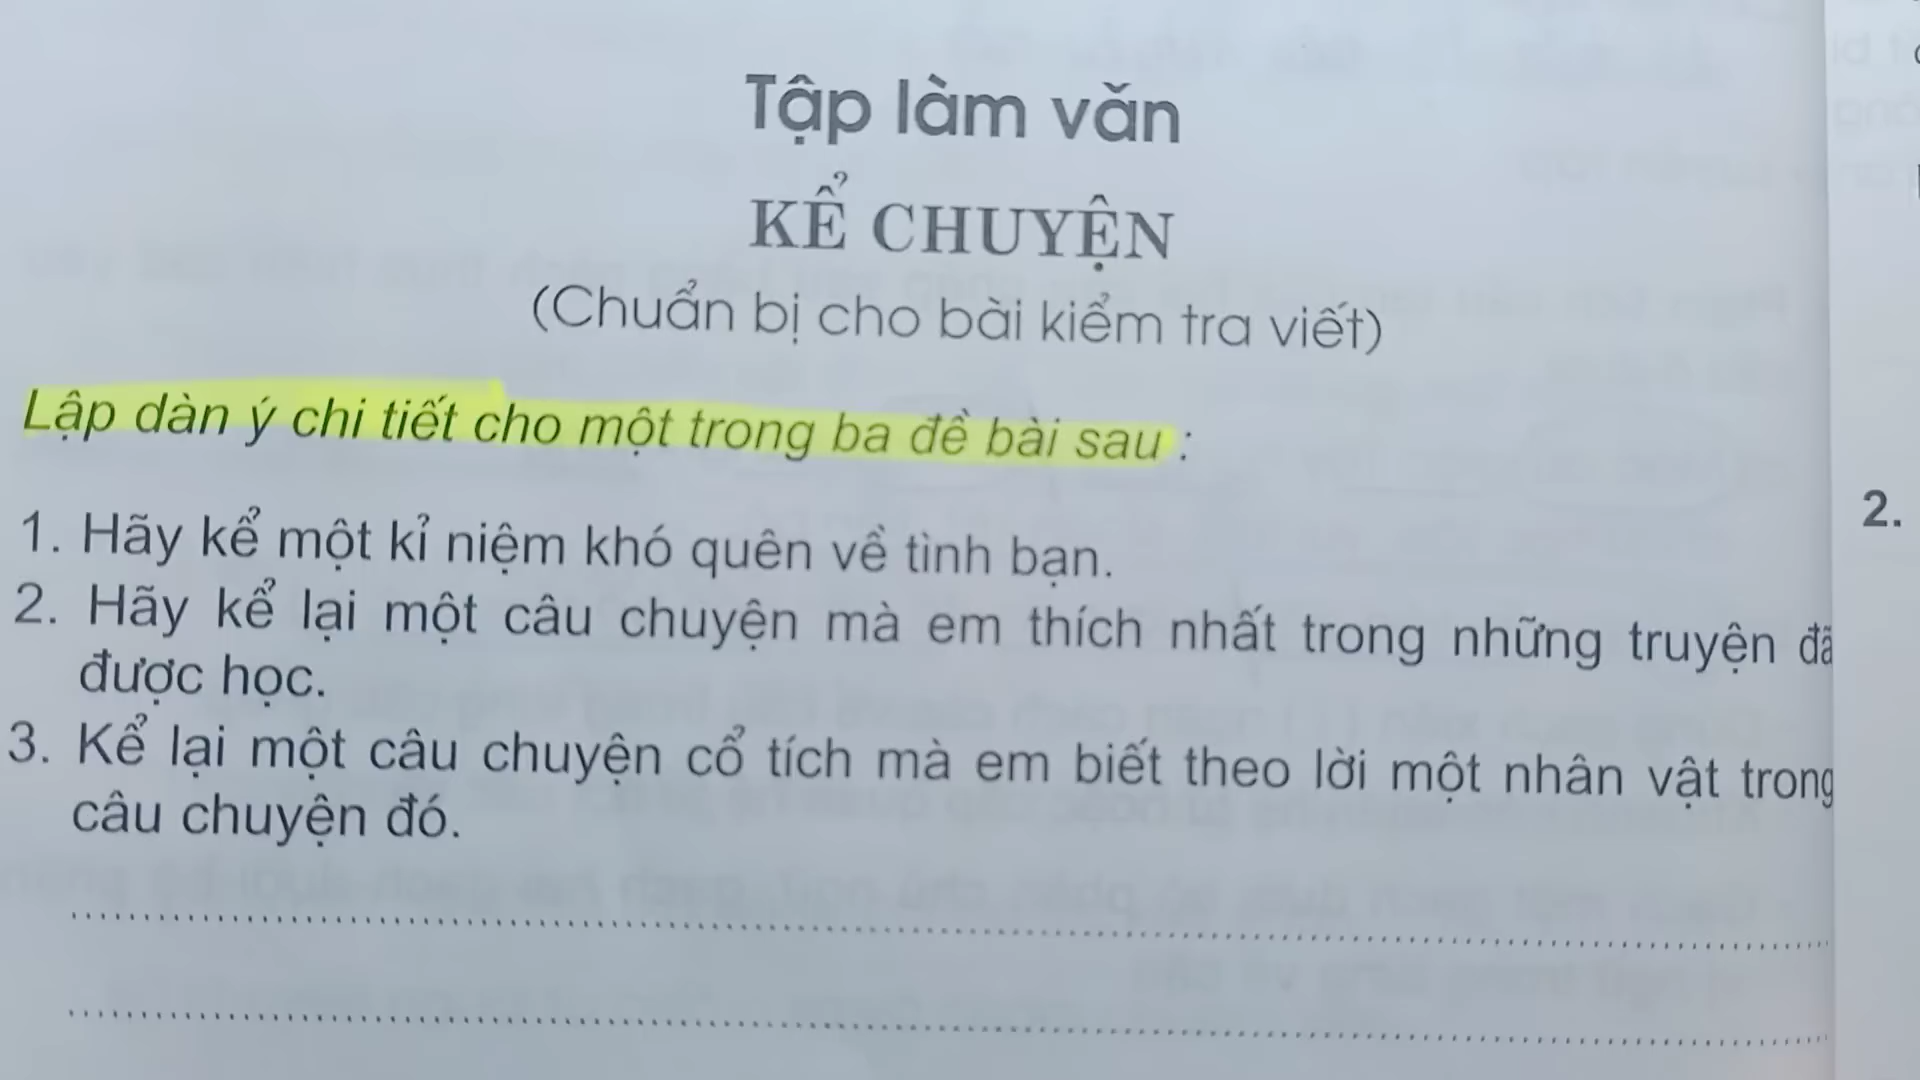 Tập làm văn
KỂ CHUYỆN
(Chuẩn bị cho bài kiểm tra viết)
Lập dàn ý chi tiết cho một trong ba đề bài sau :
1. Hãy kể một kỉ niệm khó quên về tình bạn.
2. Hãy kể lại một câu chuyện mà em thích nhất trong những truyện đã
được học.
3. Kể lại một câu chuyện cổ tích mà em biết theo lời một nhân vật trong
câu chuyện đó.
2.